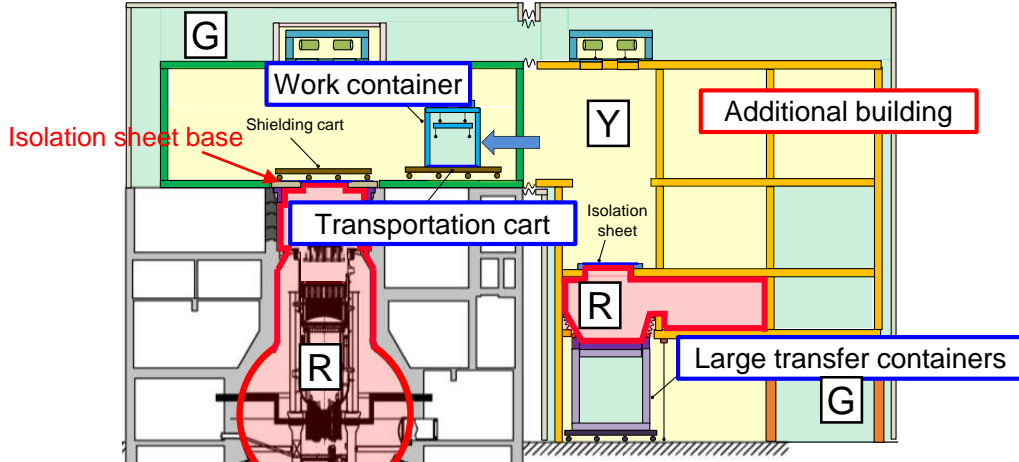 G
Work container
Y
Additional building
Isolation sheet base
Shielding cart
Transportation cart
Isolation
sheet
R
R
Large transfer containers
G